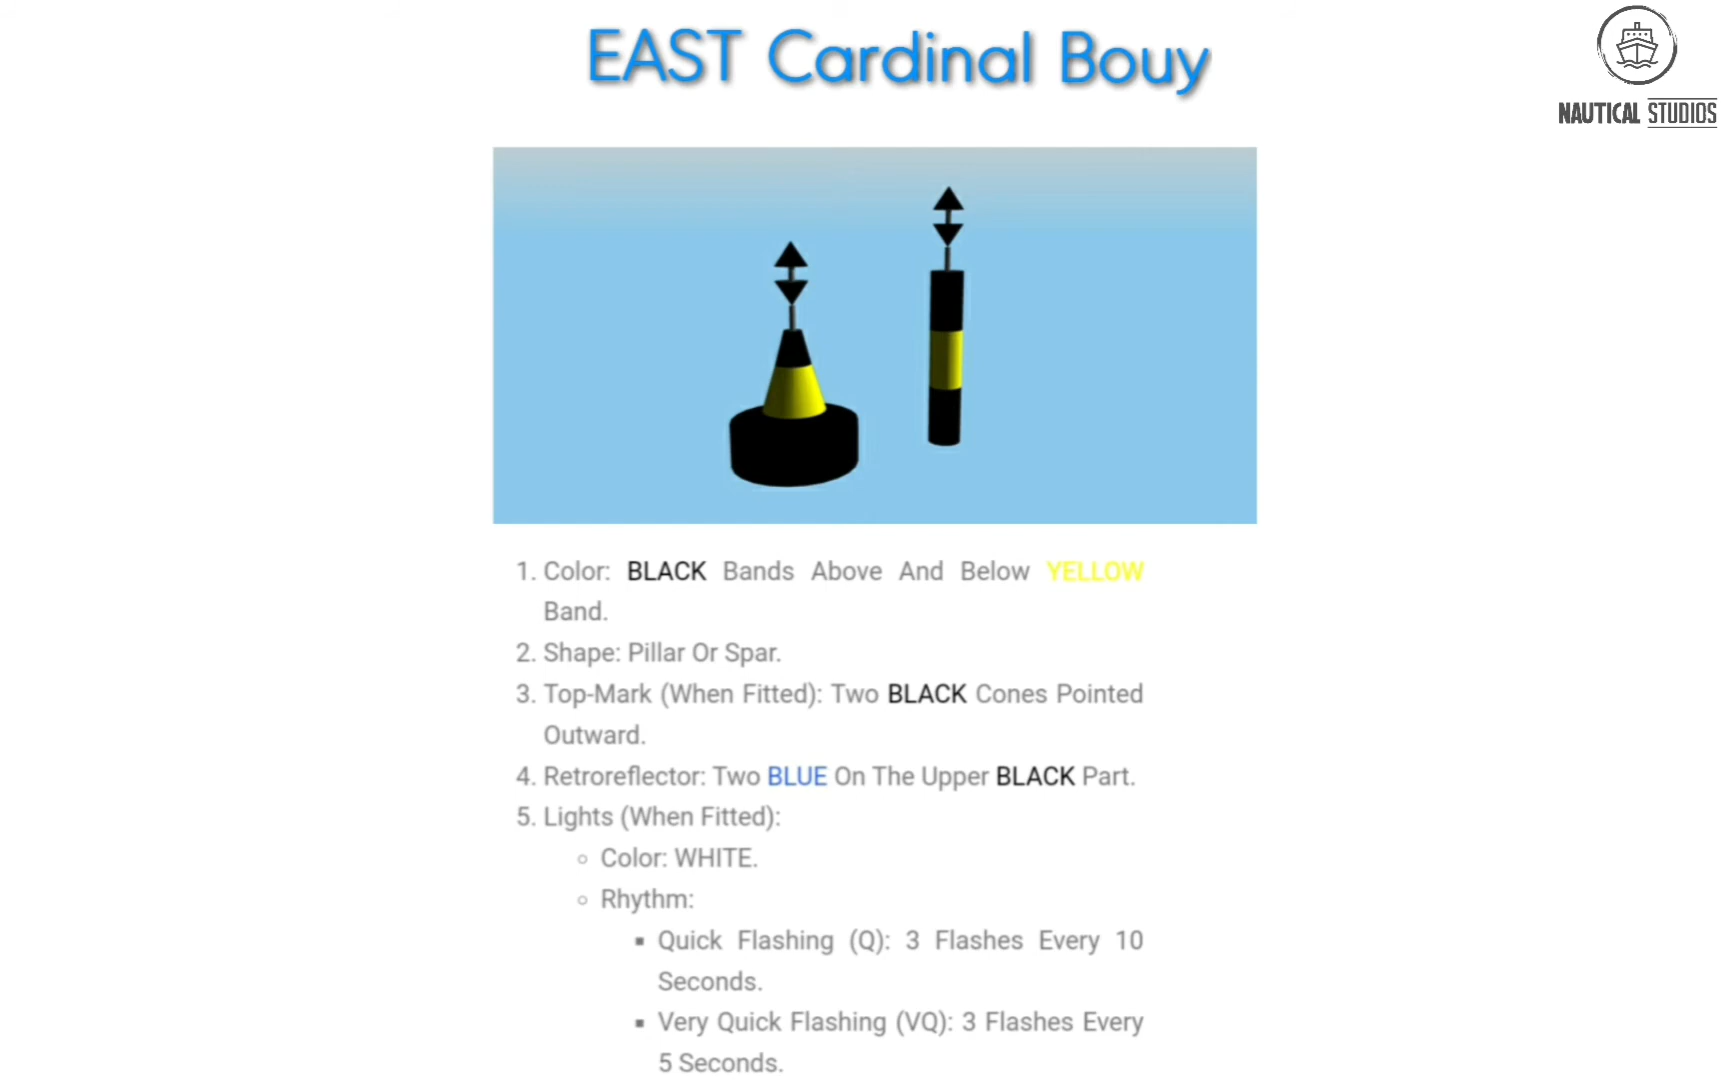 EAST Cardinal Bouy
NAUTICAL STUDIOS
1. Color: BLACK Bands Above And Below YELLOW
Band.
2. Shape: Pillar Or Spar.
3. Top-Mark (When Fitted): Two BLACK Cones Pointed
Outward.
4. Retroreflector: Two BLUE On The Upper BLACK Part.
5. Lights (When Fitted):
○ Color: WHITE.
○ Rhythm:
▪ Quick Flashing (Q): 3 Flashes Every 10
Seconds.
▪ Very Quick Flashing (VQ): 3 Flashes Every
5 Seconds.